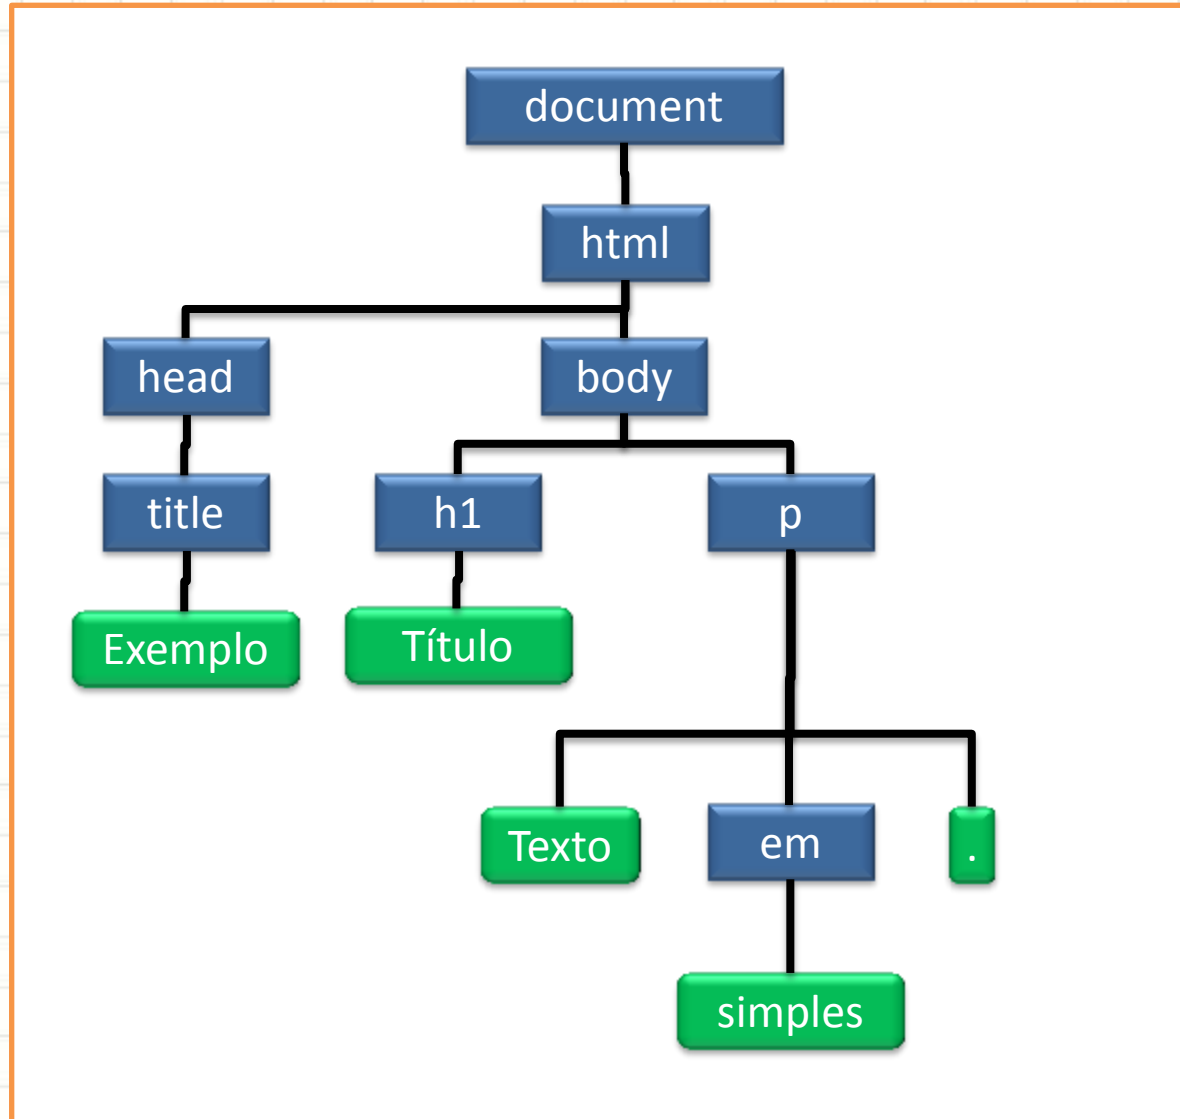 document
html
head
body
title
h1
p
Exemplo
Título
Texto
em
.
simples